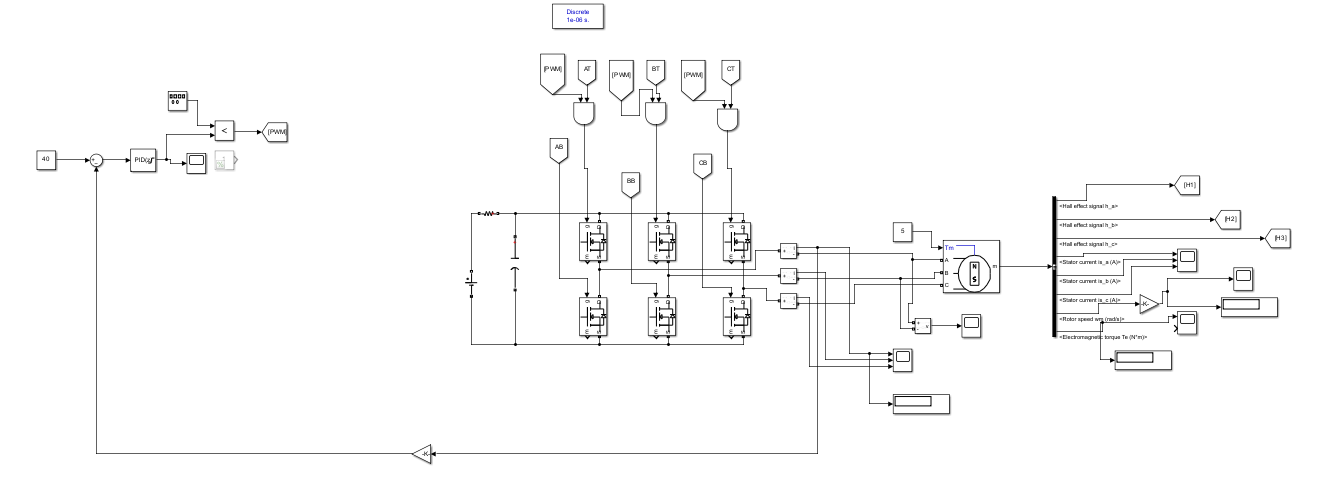 Discrete
1e-06 s.
[PWM]
AT
[PWM]
BT
[PWM]
CT
<
[PWM]
40
PID(z)
AB
BB
CB
5
Tm
A
B
C
N
S
m
<Hall effect signal h_a>
[H1]
<Hall effect signal h_b>
[H2]
<Hall effect signal h_c>
[H3]
<Stator current is_a (A)>
<Stator current is_b (A)>
<Stator current is_c (A)>
<Rotor speed wm (rad/s)>
<Electromagnetic torque Te (N*m)>
-K-
v
-K-